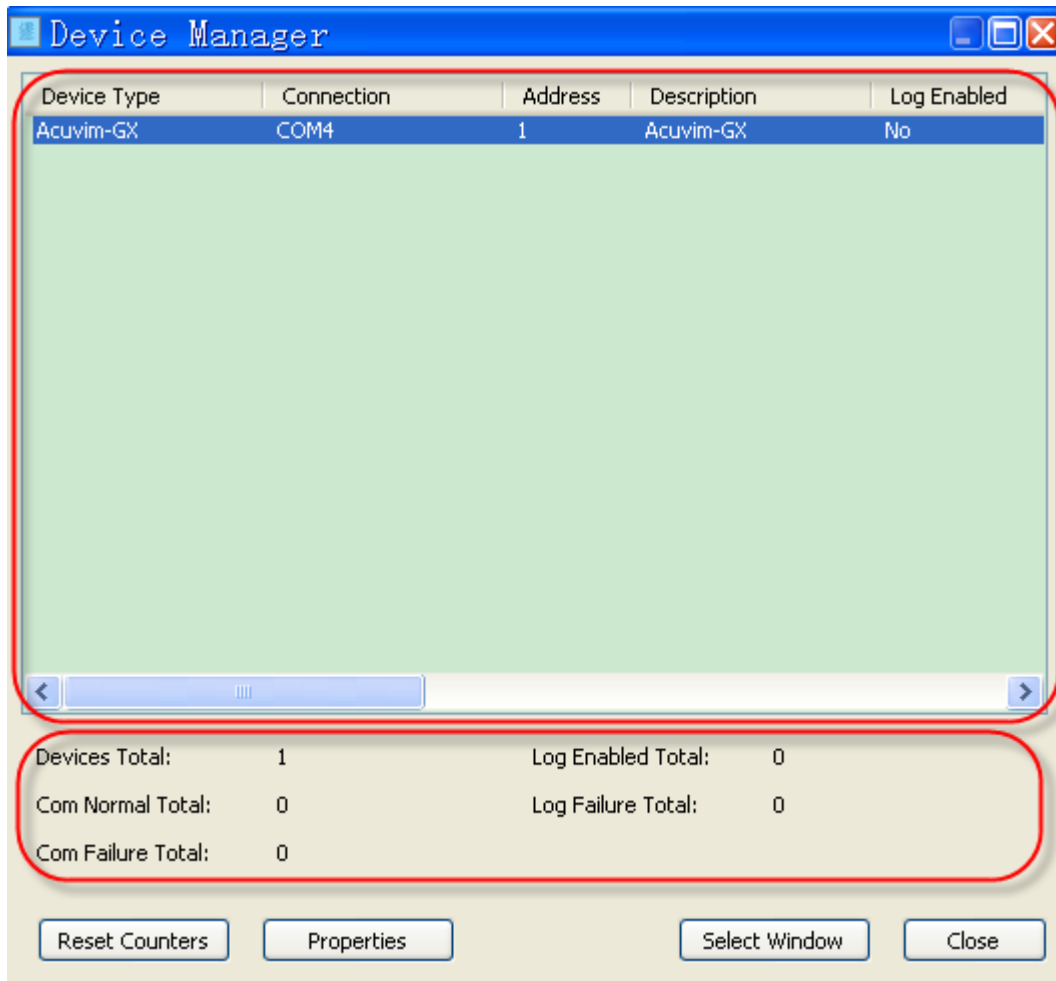 Device Manager
Device Type Connection Address Description Log Enabled
Acuvim-GX COM4 1 Acuvim-GX No
Devices Total: 1 Log Enabled Total: 0
Com Normal Total: 0 Log Failure Total: 0
Com Failure Total: 0
Reset Counters Properties Select Window Close